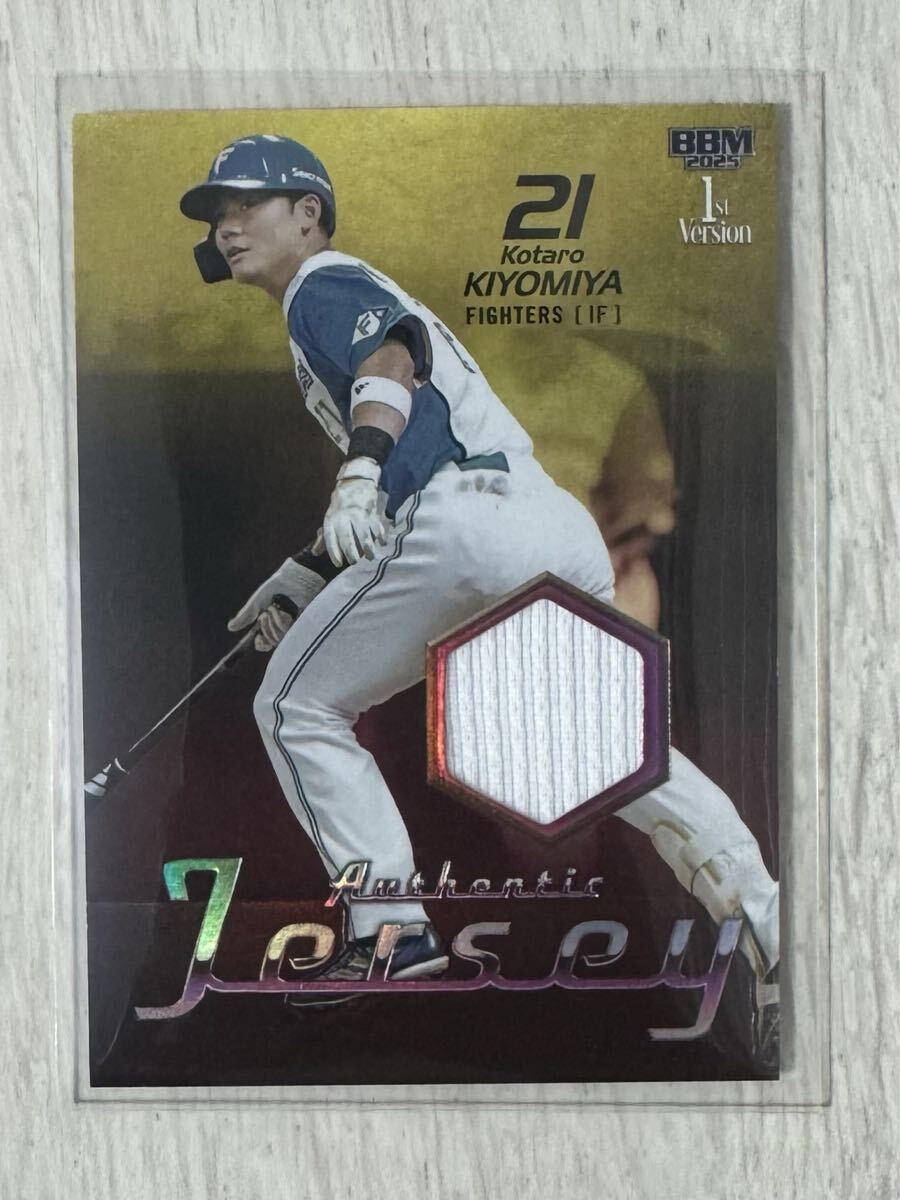 BBM
2025
1st
Version
21
Kotaro
KIYOMIYA
FIGHTERS [IF]
F
F
Authentic
Jersey